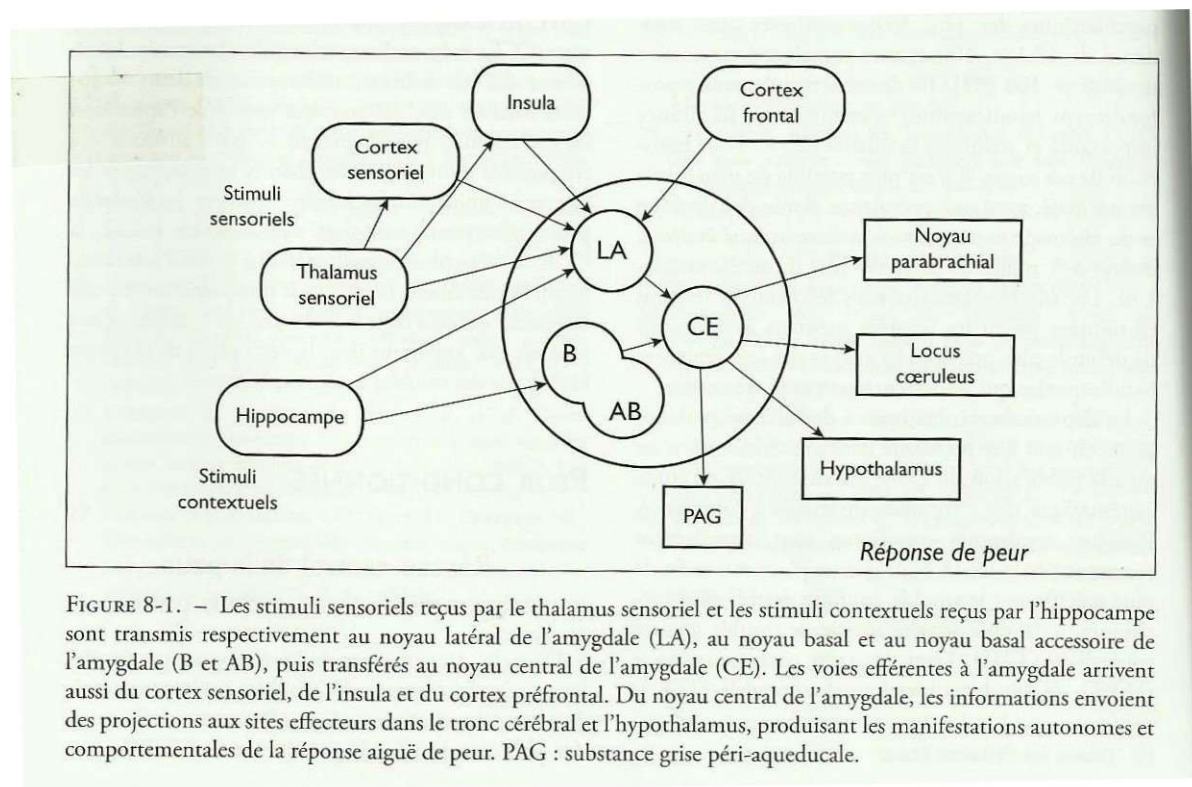 Insula
Cortex
frontal
Cortex
sensoriel
Stimuli
sensoriels
LA
Noyau
parabrachial
Thalamus
sensoriel
CE
B
Locus
cœruleus
Hippocampe
AB
Hypothalamus
Stimuli
contextuels
PAG
Réponse de peur
FIGURE 8-1. – Les stimuli sensoriels reçus par le thalamus sensoriel et les stimuli contextuels reçus par l'hippocampe
sont transmis respectivement au noyau latéral de l'amygdale (LA), au noyau basal et au noyau basal accessoire de
l'amygdale (B et AB), puis transférés au noyau central de l'amygdale (CE). Les voies efférentes à l'amygdale arrivent
aussi du cortex sensoriel, de l'insula et du cortex préfrontal. Du noyau central de l'amygdale, les informations envoient
des projections aux sites effecteurs dans le tronc cérébral et l'hypothalamus, produisant les manifestations autonomes et
comportementales de la réponse aiguë de peur. PAG : substance grise péri-aqueducale.